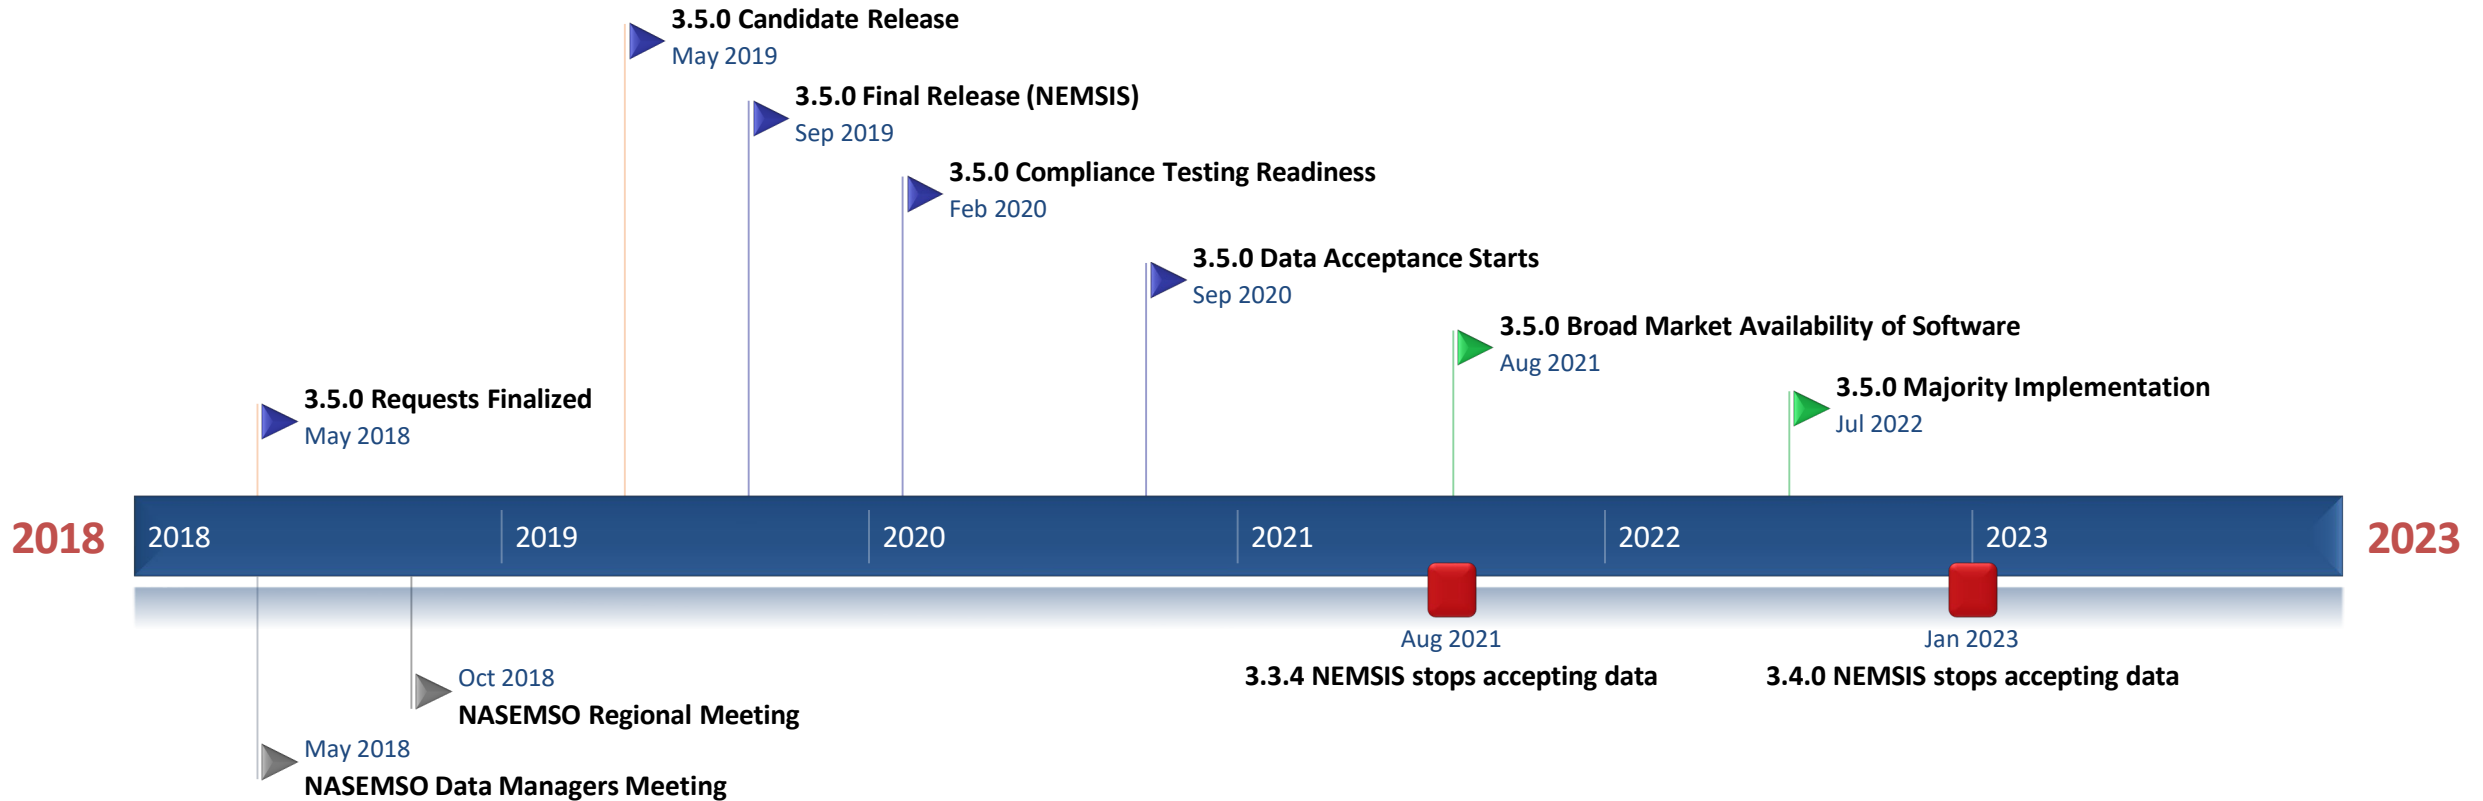 3.5.0 Candidate Release
May 2019
3.5.0 Final Release (NEMSIS)
Sep 2019
3.5.0 Compliance Testing Readiness
Feb 2020
3.5.0 Data Acceptance Starts
Sep 2020
3.5.0 Broad Market Availability of Software
Aug 2021
3.5.0 Majority Implementation
Jul 2022
3.5.0 Requests Finalized
May 2018
2018
2018
2019
2020
2021
2022
2023
2023
Aug 2021
3.3.4 NEMSIS stops accepting data
Jan 2023
3.4.0 NEMSIS stops accepting data
Oct 2018
NASEMSO Regional Meeting
May 2018
NASEMSO Data Managers Meeting